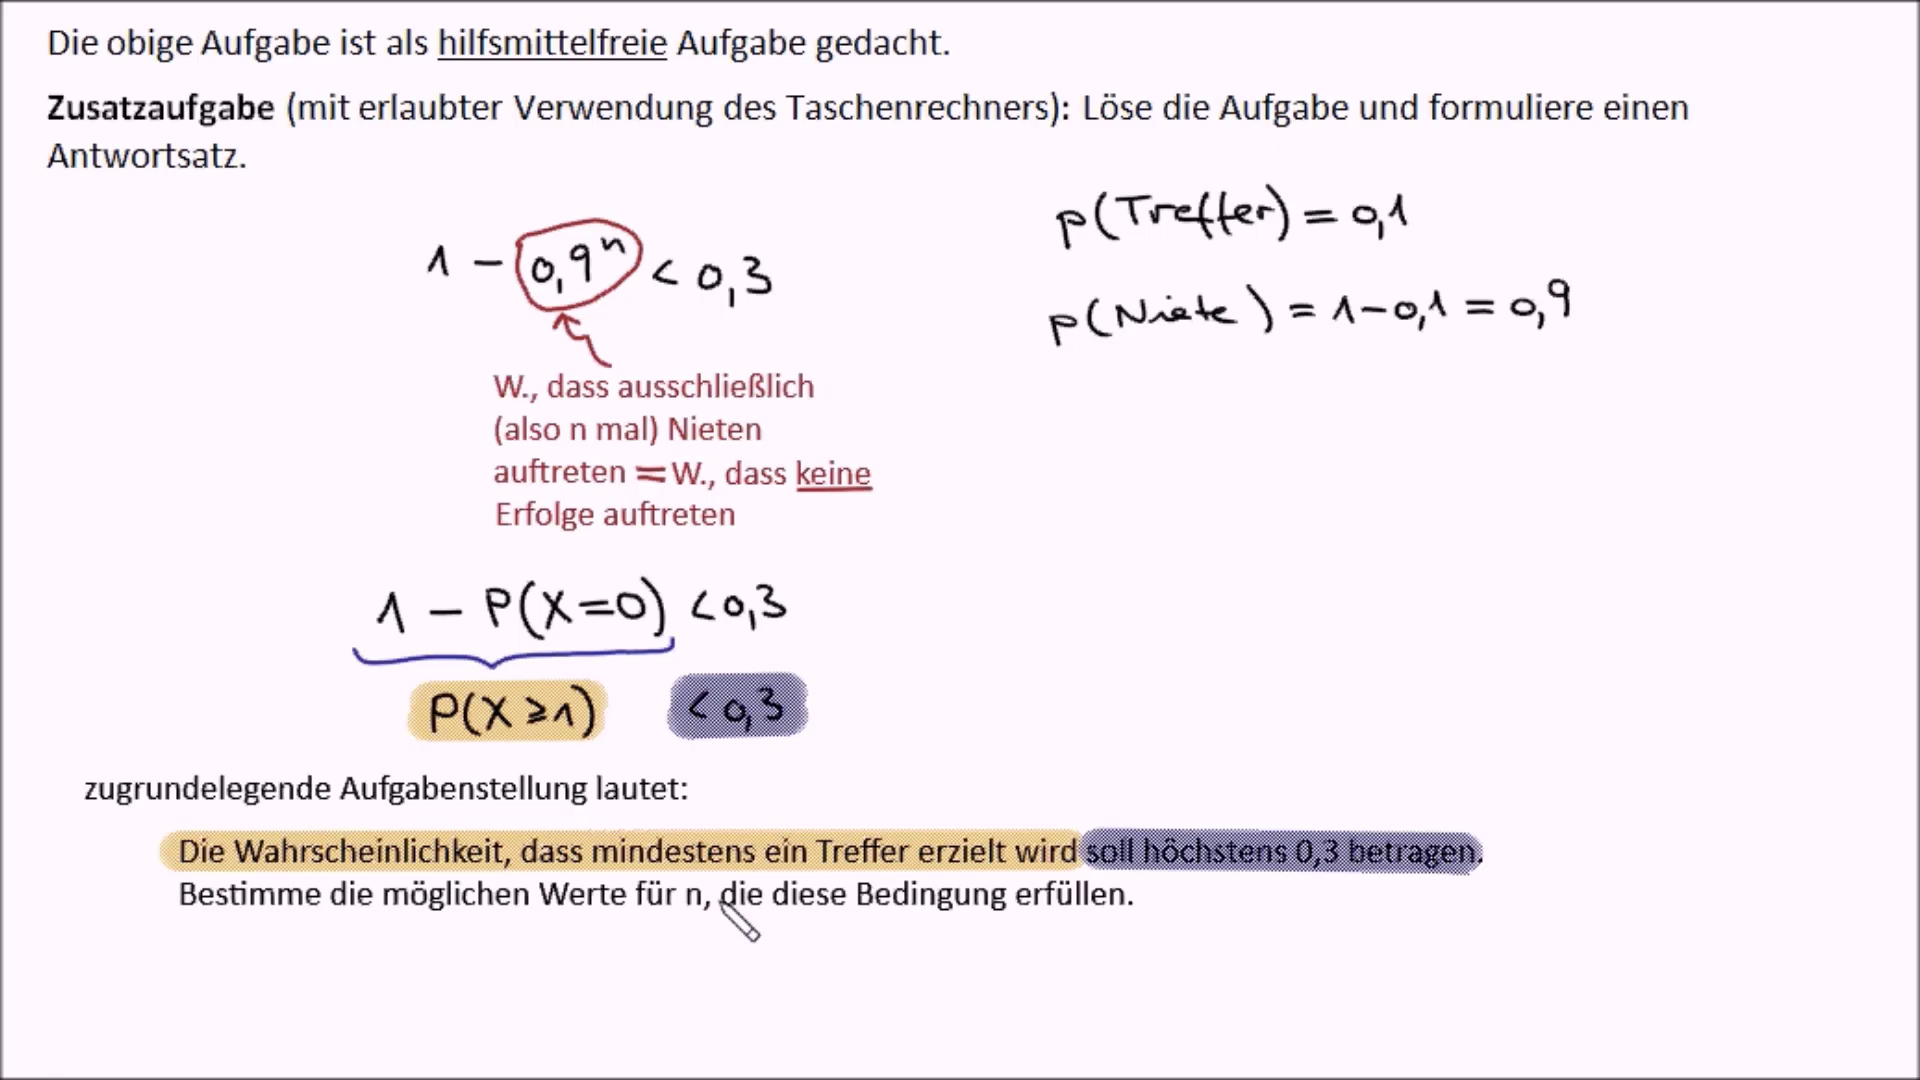 Die obige Aufgabe ist als hilfsmittelfreie Aufgabe gedacht.
Zusatzaufgabe (mit erlaubter Verwendung des Taschenrechners): Löse die Aufgabe und formuliere einen
Antwortsatz.
p(Treffer) = 0,1
1 - 0,9ⁿ < 0,3
p(Niete) = 1-0,1 = 0,9
W., dass ausschließlich
(also n mal) Nieten
auftreten = W., dass keine
Erfolge auftreten
1 - P(X=0) < 0,3
P(X ≥ 1) < 0,3
zugrundelegende Aufgabenstellung lautet:
Die Wahrscheinlichkeit, dass mindestens ein Treffer erzielt wird soll höchstens 0,3 betragen.
Bestimme die möglichen Werte für n, die diese Bedingung erfüllen.